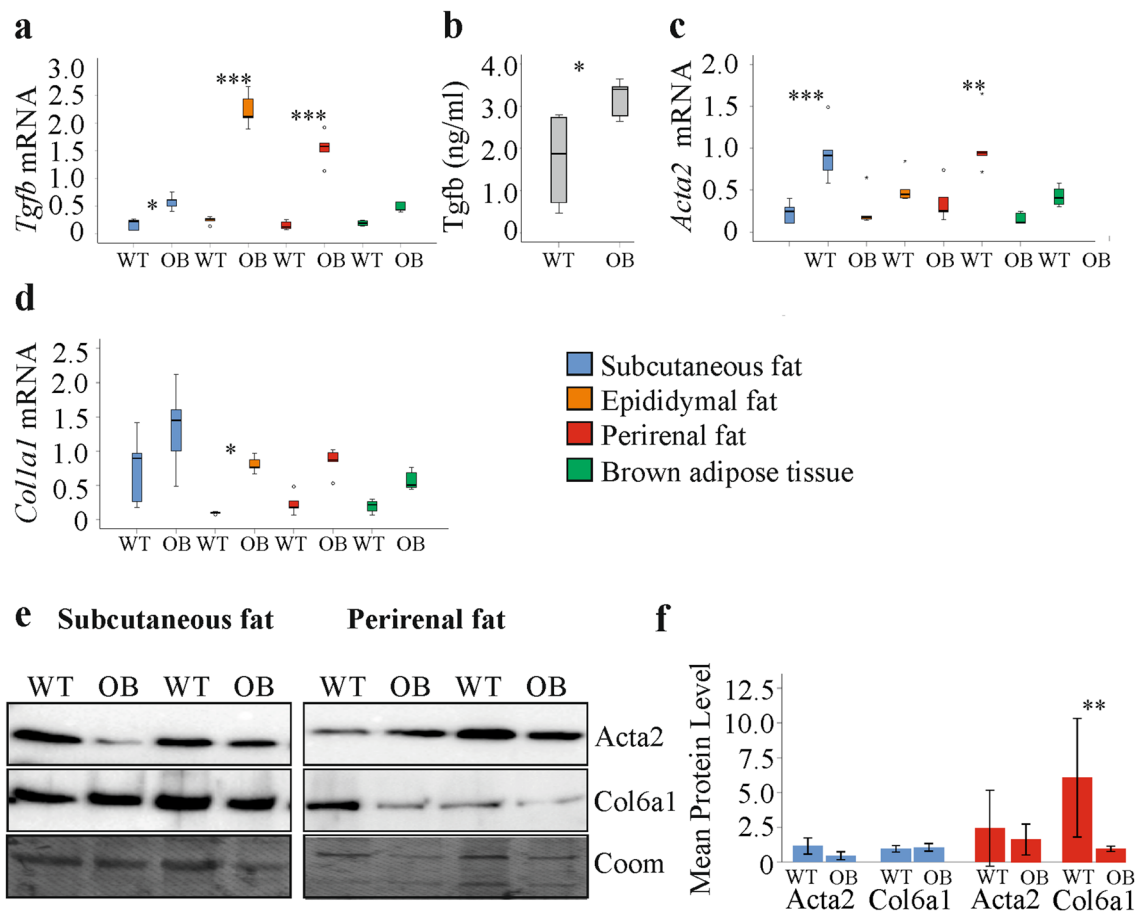 a
Tgfb mRNA
3.0
2.5
2.0
1.5
1.0
0.5
0
* *** ***
WT OB WT OB WT OB WT OB
b
Tgfb (ng/ml)
4.0
3.0
2.0
1.0
0.0
*
WT OB
c
Acta2 mRNA
2.0
1.5
1.0
0.5
0
*** **
WT OB WT OB WT OB WT OB
d
Col1a1 mRNA
2.5
2.0
1.5
1.0
0.5
0
*
WT OB WT OB WT OB WT OB
Subcutaneous fat
Epididymal fat
Perirenal fat
Brown adipose tissue
e
Subcutaneous fat Perirenal fat
WT OB WT OB WT OB WT OB
Acta2
Col6a1
Coom
f
Mean Protein Level
12.5
10.0
7.5
5.0
2.5
0
**
WT OB WT OB WT OB WT OB
Acta2 Col6a1 Acta2 Col6a1